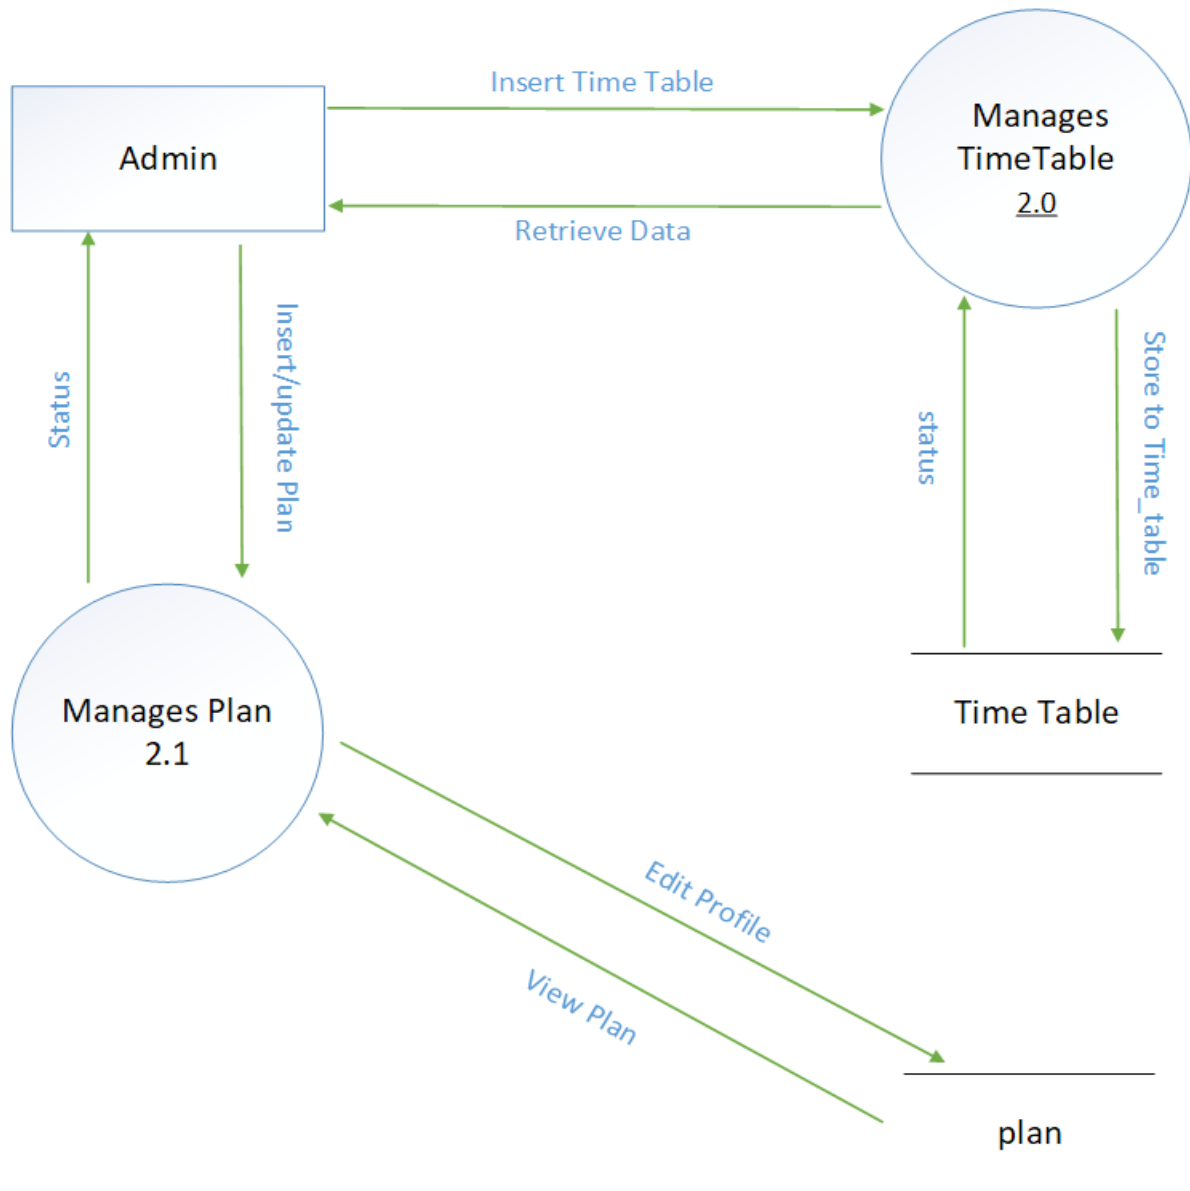 Insert Time Table
Manages
TimeTable
2.0
Admin
Retrieve Data
Status
Insert/update Plan
status
Store to Time_table
Manages Plan
2.1
Time Table
Edit Profile
View Plan
plan